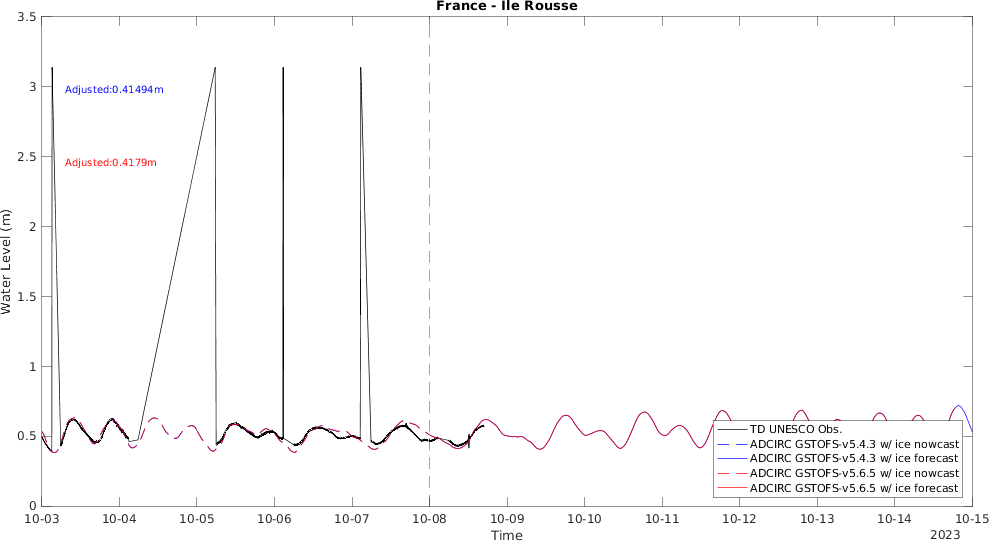 France - Ile Rousse
3.5
3
2.5
2
1.5
1
0.5
0
Water Level (m)
Adjusted:0.41494m
Adjusted:0.4179m
TD UNESCO Obs.
ADCIRC GSTOFS-v5.4.3 w/ ice nowcast
ADCIRC GSTOFS-v5.4.3 w/ ice forecast
ADCIRC GSTOFS-v5.6.5 w/ ice nowcast
ADCIRC GSTOFS-v5.6.5 w/ ice forecast
10-03 10-04 10-05 10-06 10-07 10-08 10-09 10-10 10-11 10-12 10-13 10-14 10-15
Time
2023